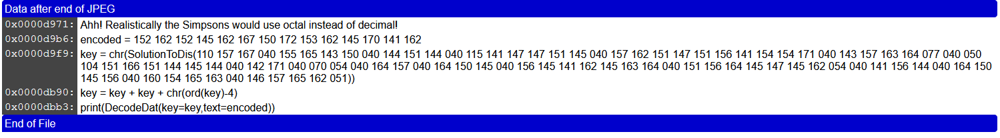 Data after end of JPEG
0x0000d971: Ahh! Realistically the Simpsons would use octal instead of decimal!
0x0000d9b6: encoded = 152 162 152 145 162 167 150 172 153 162 145 170 141 162
0x0000d9f9: key = chr(SolutionToDis(110 157 167 040 155 165 143 150 040 144 151 144 040 115 141 147 147 151 145 040 157 162 151 147 151 156 141 154 154 171 040 143 157 163 164 077 040 050
104 151 166 151 144 145 144 040 142 171 040 070 054 040 164 157 040 164 150 145 040 156 145 141 162 145 163 164 040 151 156 164 145 147 145 162 054 040 141 156 144 040 164 150
145 156 040 160 154 165 163 040 146 157 165 162 051))
0x0000db90: key = key + key + chr(ord(key)-4)
0x0000dbb3: print(DecodeDat(key=key,text=encoded))
End of File